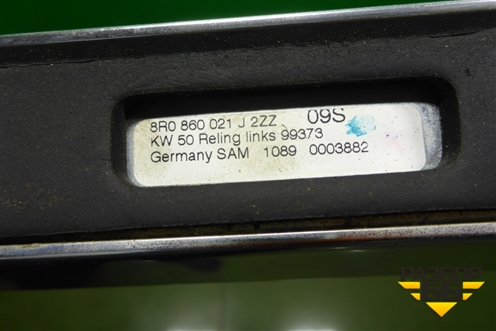 8R0 860 021 J 2ZZ 09S
KW 50 Reling links 99373
Germany SAM 1089 0003882